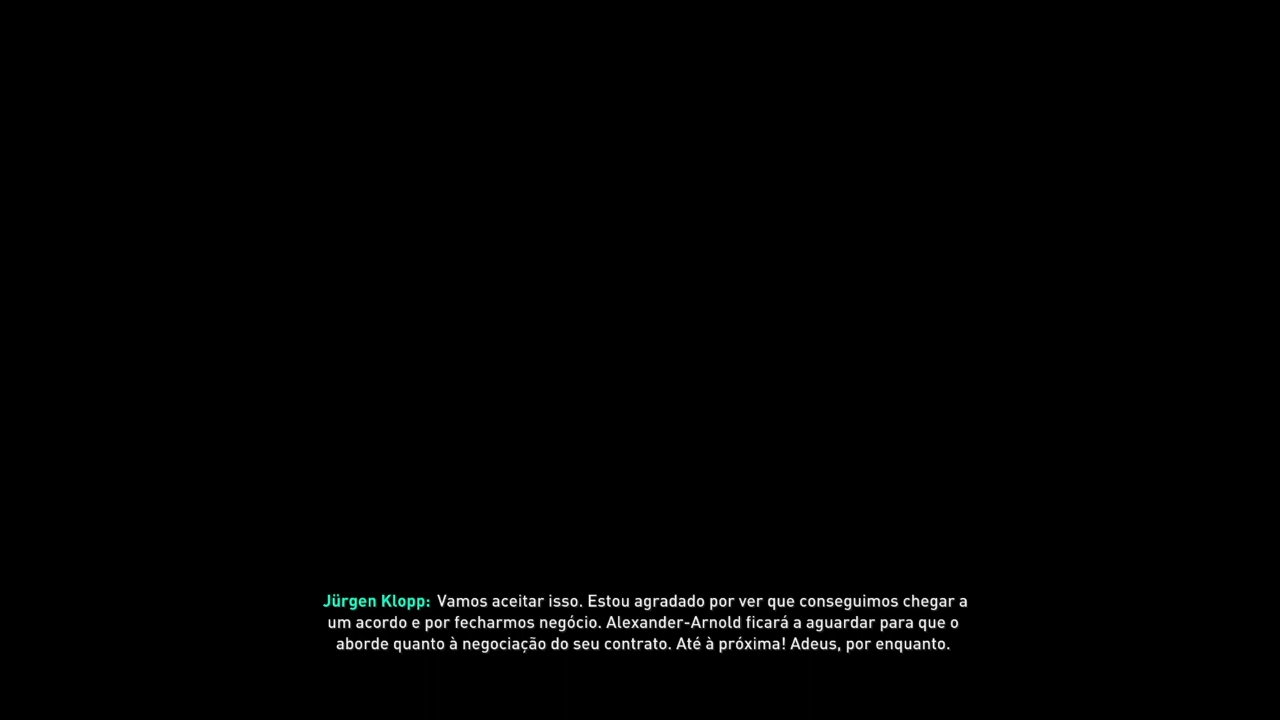 Jürgen Klopp: Vamos aceitar isso. Estou agradado por ver que conseguimos chegar a
um acordo e por fecharmos negócio. Alexander-Arnold ficará a aguardar para que o
aborde quanto à negociação do seu contrato. Até à próxima! Adeus, por enquanto.